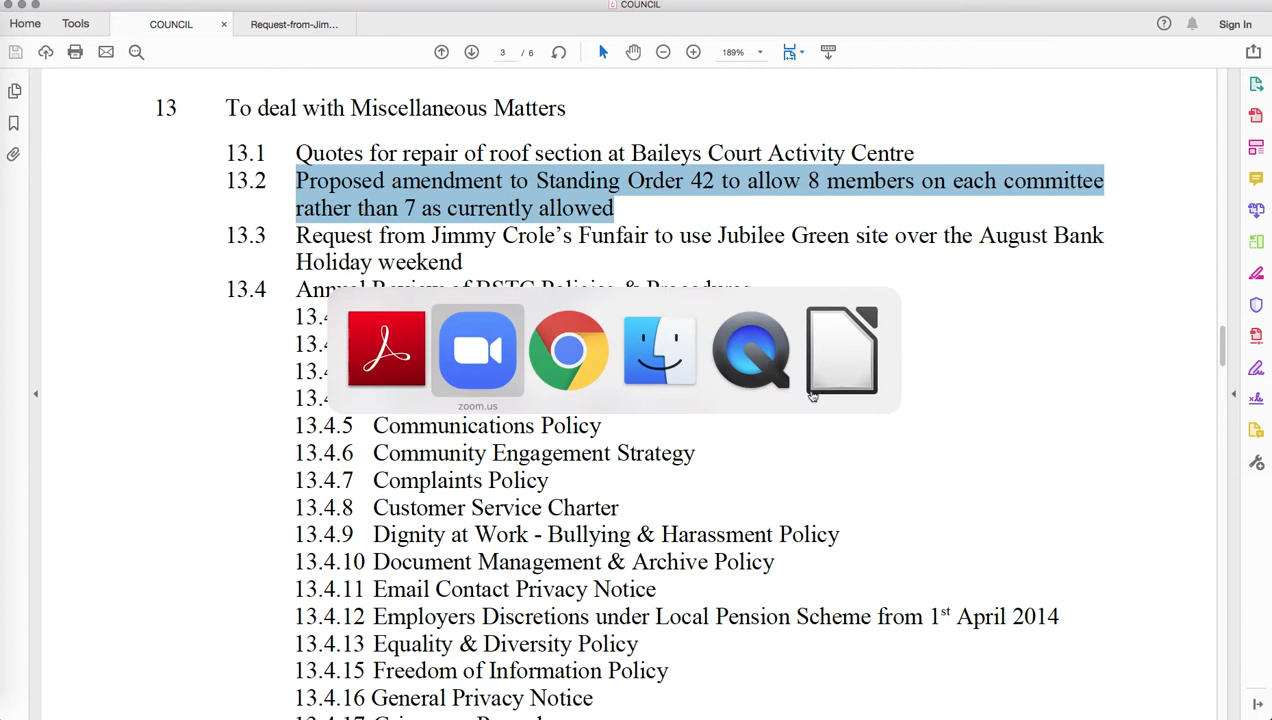 COUNCIL
Home
Tools
COUNCIL
×
Request-from-Jim...
Sign In
3 / 6
189%
13 To deal with Miscellaneous Matters
13.1 Quotes for repair of roof section at Baileys Court Activity Centre
13.2 Proposed amendment to Standing Order 42 to allow 8 members on each committee
rather than 7 as currently allowed
13.3 Request from Jimmy Crole’s Funfair to use Jubilee Green site over the August Bank
Holiday weekend
13.4 Annual Review of BSTC Policies & Procedures
zoom.us
13.4.5 Communications Policy
13.4.6 Community Engagement Strategy
13.4.7 Complaints Policy
13.4.8 Customer Service Charter
13.4.9 Dignity at Work - Bullying & Harassment Policy
13.4.10 Document Management & Archive Policy
13.4.11 Email Contact Privacy Notice
13.4.12 Employers Discretions under Local Pension Scheme from 1st April 2014
13.4.13 Equality & Diversity Policy
13.4.15 Freedom of Information Policy
13.4.16 General Privacy Notice